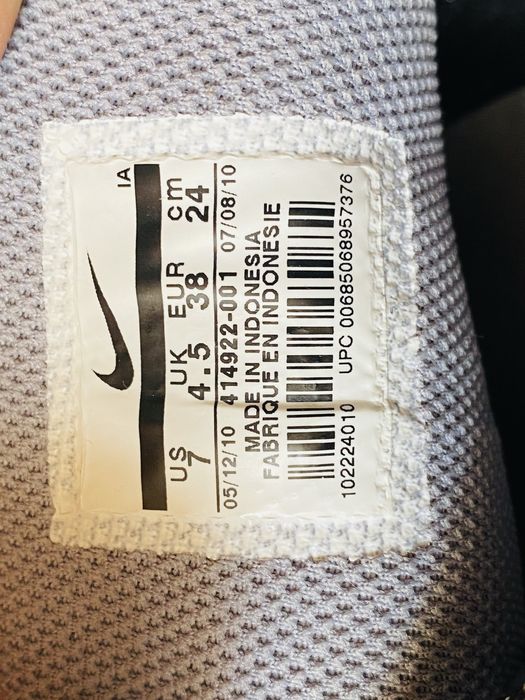 IA
US UK EUR cm
7 4.5 38 24
05/12/10 414922-001 07/08/10
MADE IN INDONESIA
FABRIQUE EN INDONESIE
102224010 UPC 00685068957376